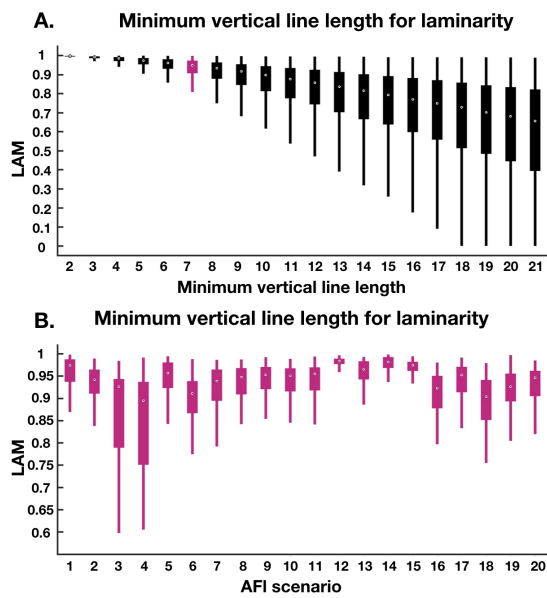 A. Minimum vertical line length for laminarity
1
0.9
0.8
0.7
0.6
0.5
0.4
0.3
0.2
0.1
0
LAM
2 3 4 5 6 7 8 9 10 11 12 13 14 15 16 17 18 19 20 21
Minimum vertical line length
B. Minimum vertical line length for laminarity
1
0.95
0.9
0.85
0.8
0.75
0.7
0.65
0.6
LAM
1 2 3 4 5 6 7 8 9 10 11 12 13 14 15 16 17 18 19 20
AFI scenario